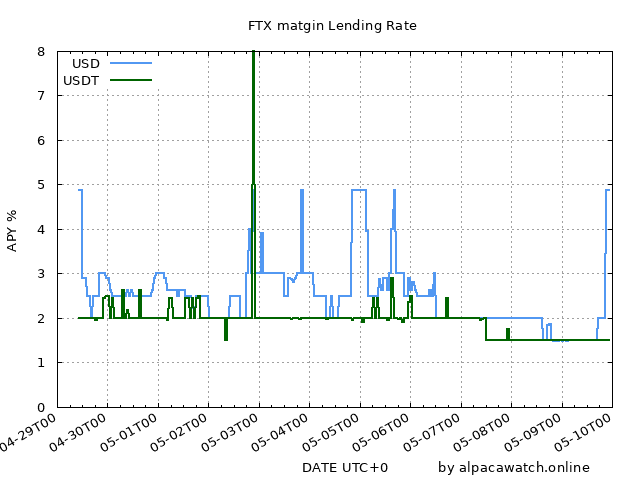 FTX matgin Lending Rate
USD
USDT
8
7
6
5
4
3
2
1
0
APY %
04-29T00
04-30T00
05-01T00
05-02T00
05-03T00
05-04T00
05-05T00
05-06T00
05-07T00
05-08T00
05-09T00
05-10T00
DATE UTC+0
by alpacawatch.online